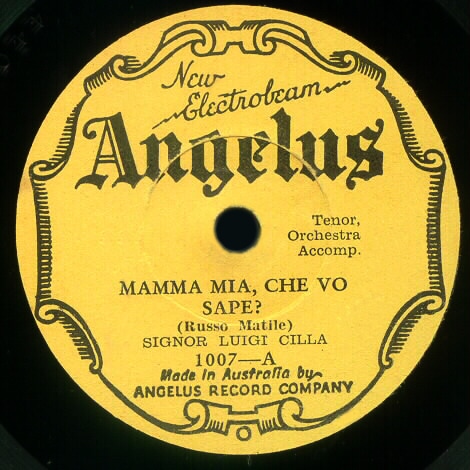 New
Electrobeam
Angelus
Tenor,
Orchestra
Accomp.
MAMMA MIA, CHE VO
SAPE?
(Russo Matile)
SIGNOR LUIGI CILLA
1007—A
Made in Australia by
ANGELUS RECORD COMPANY